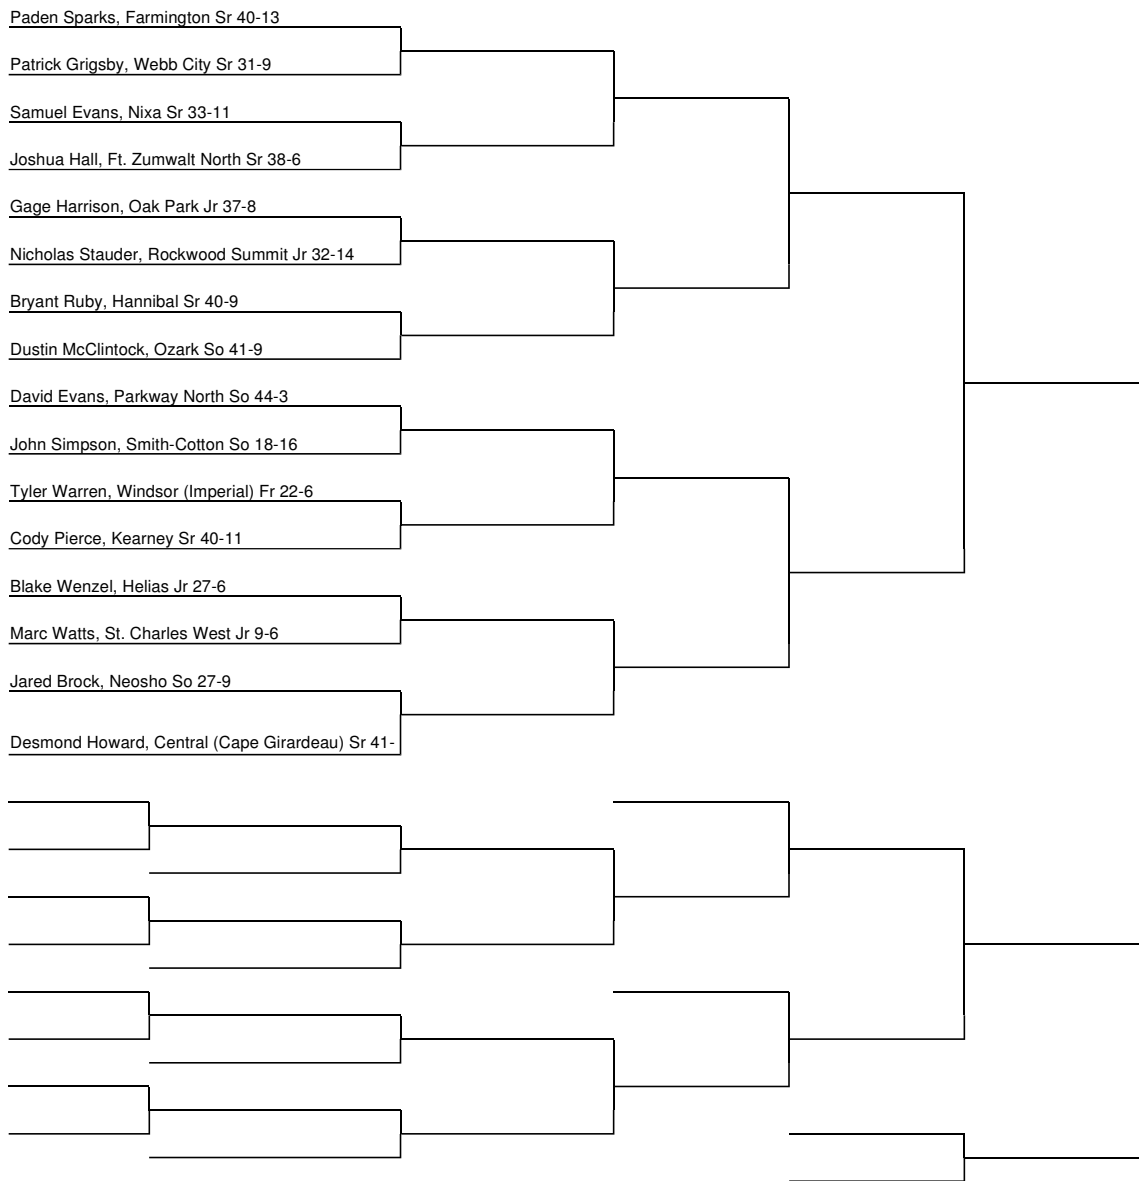 Paden Sparks, Farmington Sr 40-13
Patrick Grigsby, Webb City Sr 31-9
Samuel Evans, Nixa Sr 33-11
Joshua Hall, Ft. Zumwalt North Sr 38-6
Gage Harrison, Oak Park Jr 37-8
Nicholas Stauder, Rockwood Summit Jr 32-14
Bryant Ruby, Hannibal Sr 40-9
Dustin McClintock, Ozark So 41-9
David Evans, Parkway North So 44-3
John Simpson, Smith-Cotton So 18-16
Tyler Warren, Windsor (Imperial) Fr 22-6
Cody Pierce, Kearney Sr 40-11
Blake Wenzel, Helias Jr 27-6
Marc Watts, St. Charles West Jr 9-6
Jared Brock, Neosho So 27-9
Desmond Howard, Central (Cape Girardeau) Sr 41-